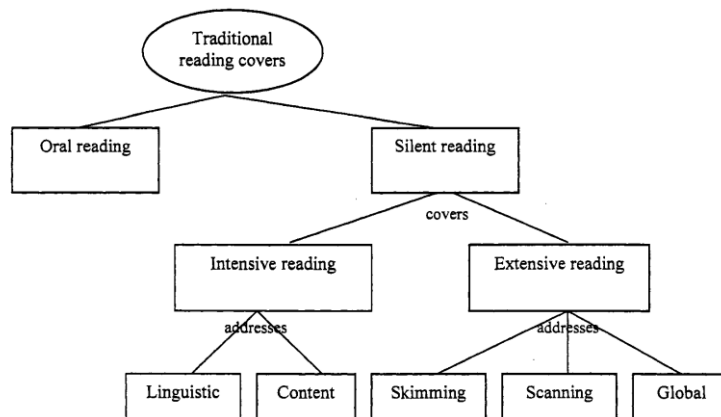 Traditional
reading covers
Oral reading
Silent reading
covers
Intensive reading
Extensive reading
addresses
addresses
Linguistic
Content
Skimming
Scanning
Global